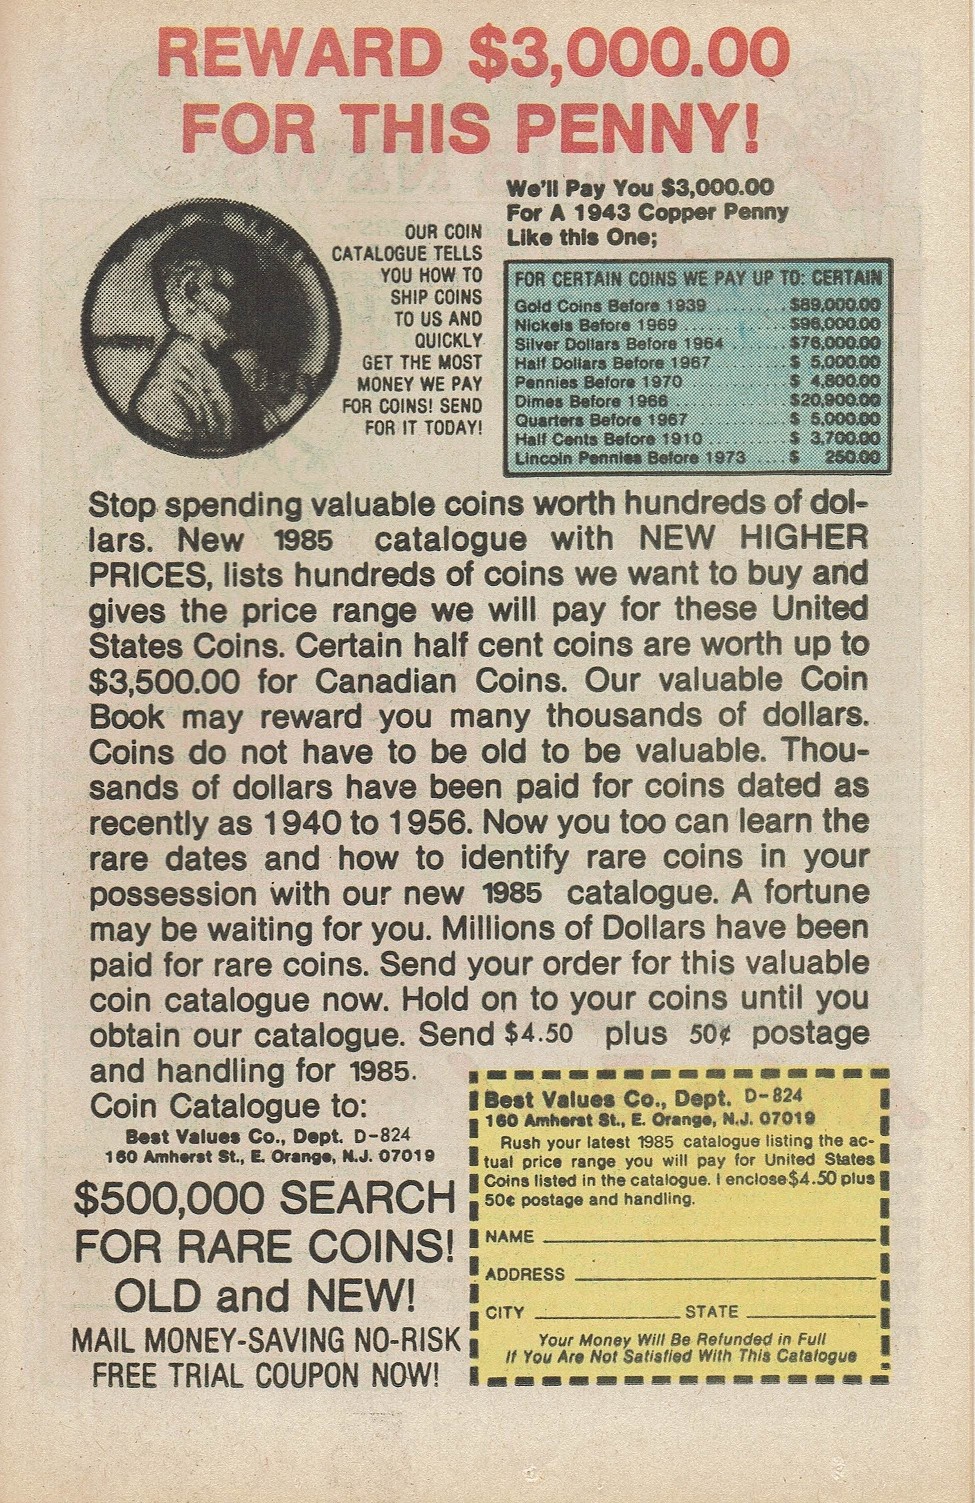 REWARD $3,000.00
FOR THIS PENNY!
We'll Pay You $3,000.00
For A 1943 Copper Penny
Like this One;
OUR COIN
CATALOGUE TELLS
YOU HOW TO
SHIP COINS
TO US AND
QUICKLY
GET THE MOST
MONEY WE PAY
FOR COINS! SEND
FOR IT TODAY!
FOR CERTAIN COINS WE PAY UP TO: CERTAIN
Gold Coins Before 1939 .......... $89,000.00
Nickels Before 1969 ............ $96,000.00
Silver Dollars Before 1964 ....... $76,000.00
Half Dollars Before 1967 ........ $ 5,000.00
Pennies Before 1970 ............ $ 4,800.00
Dimes Before 1966 ............. $20,900.00
Quarters Before 1967 ........... $ 5,000.00
Half Cents Before 1910 ......... $ 3,700.00
Lincoln Pennies Before 1973 .... $ 250.00
Stop spending valuable coins worth hundreds of dol-
lars. New 1985 catalogue with NEW HIGHER
PRICES, lists hundreds of coins we want to buy and
gives the price range we will pay for these United
States Coins. Certain half cent coins are worth up to
$3,500.00 for Canadian Coins. Our valuable Coin
Book may reward you many thousands of dollars.
Coins do not have to be old to be valuable. Thou-
sands of dollars have been paid for coins dated as
recently as 1940 to 1956. Now you too can learn the
rare dates and how to identify rare coins in your
possession with our new 1985 catalogue. A fortune
may be waiting for you. Millions of Dollars have been
paid for rare coins. Send your order for this valuable
coin catalogue now. Hold on to your coins until you
obtain our catalogue. Send $4.50 plus 50¢ postage
and handling for 1985.
Coin Catalogue to:
Best Values Co., Dept. D-824
160 Amherst St., E. Orange, N.J. 07019
$500,000 SEARCH
FOR RARE COINS!
OLD and NEW!
MAIL MONEY-SAVING NO-RISK
FREE TRIAL COUPON NOW!
Best Values Co., Dept. D-824
160 Amherst St., E. Orange, N.J. 07019
Rush your latest 1985 catalogue listing the ac-
tual price range you will pay for United States
Coins listed in the catalogue. I enclose $4.50 plus
50¢ postage and handling.
NAME
ADDRESS
CITY STATE
Your Money Will Be Refunded in Full
If You Are Not Satisfied With This Catalogue